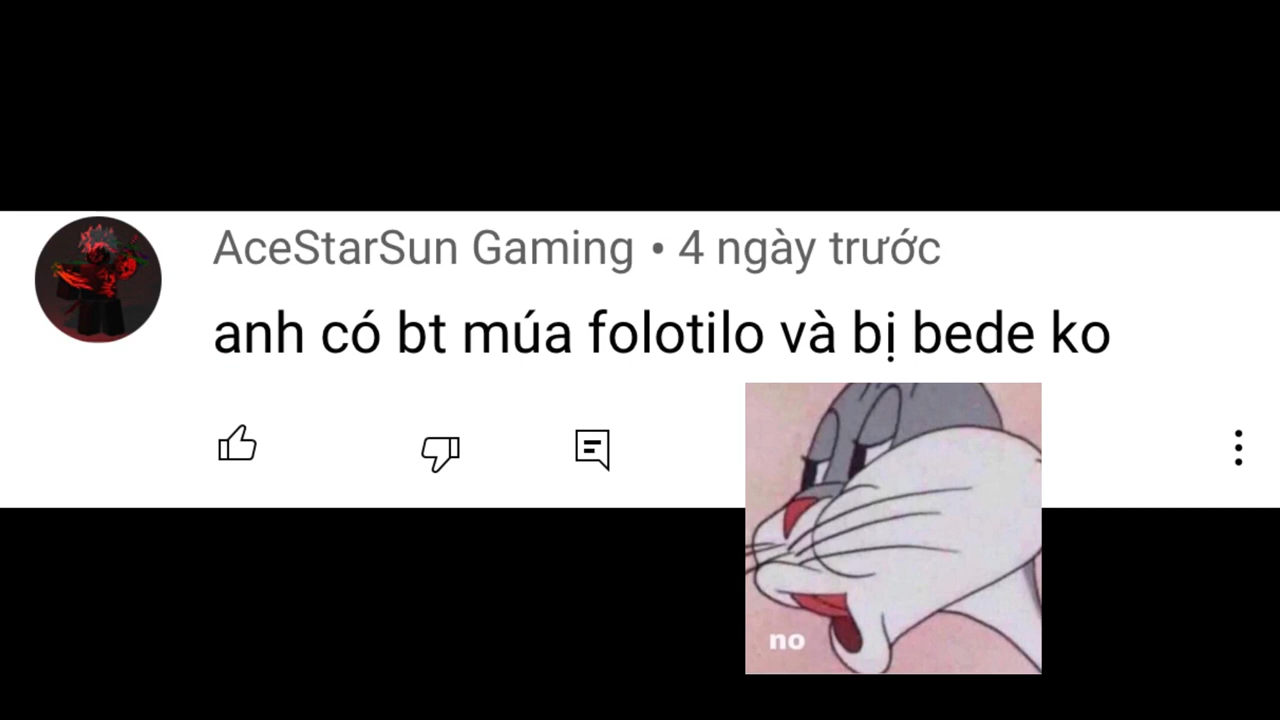 AceStarSun Gaming • 4 ngày trước
anh có bt múa folotilo và bị bede ko
no